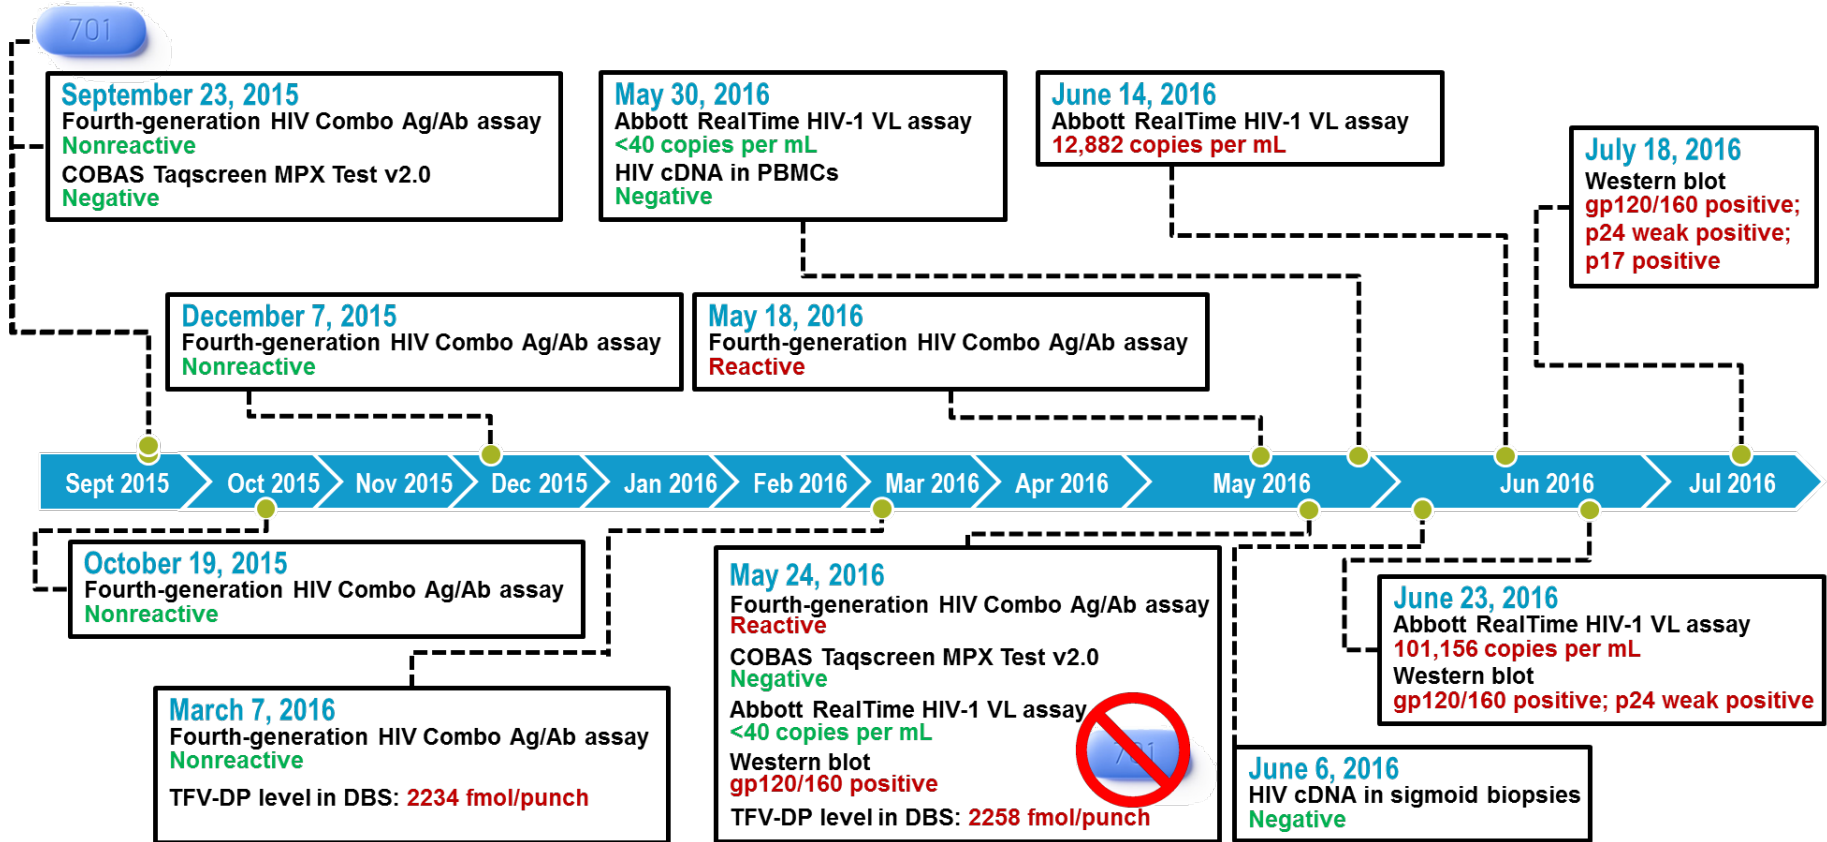 701
September 23, 2015
Fourth-generation HIV Combo Ag/Ab assay
Nonreactive
COBAS Taqscreen MPX Test v2.0
Negative
May 30, 2016
Abbott RealTime HIV-1 VL assay
<40 copies per mL
HIV cDNA in PBMCs
Negative
June 14, 2016
Abbott RealTime HIV-1 VL assay
12,882 copies per mL
July 18, 2016
Western blot
gp120/160 positive;
p24 weak positive;
p17 positive
December 7, 2015
Fourth-generation HIV Combo Ag/Ab assay
Nonreactive
May 18, 2016
Fourth-generation HIV Combo Ag/Ab assay
Reactive
Sept 2015 Oct 2015 Nov 2015 Dec 2015 Jan 2016 Feb 2016 Mar 2016 Apr 2016 May 2016 Jun 2016 Jul 2016
October 19, 2015
Fourth-generation HIV Combo Ag/Ab assay
Nonreactive
March 7, 2016
Fourth-generation HIV Combo Ag/Ab assay
Nonreactive
TFV-DP level in DBS: 2234 fmol/punch
May 24, 2016
Fourth-generation HIV Combo Ag/Ab assay
Reactive
COBAS Taqscreen MPX Test v2.0
Negative
Abbott RealTime HIV-1 VL assay
<40 copies per mL
Western blot
gp120/160 positive
TFV-DP level in DBS: 2258 fmol/punch
701
June 6, 2016
HIV cDNA in sigmoid biopsies
Negative
June 23, 2016
Abbott RealTime HIV-1 VL assay
101,156 copies per mL
Western blot
gp120/160 positive; p24 weak positive